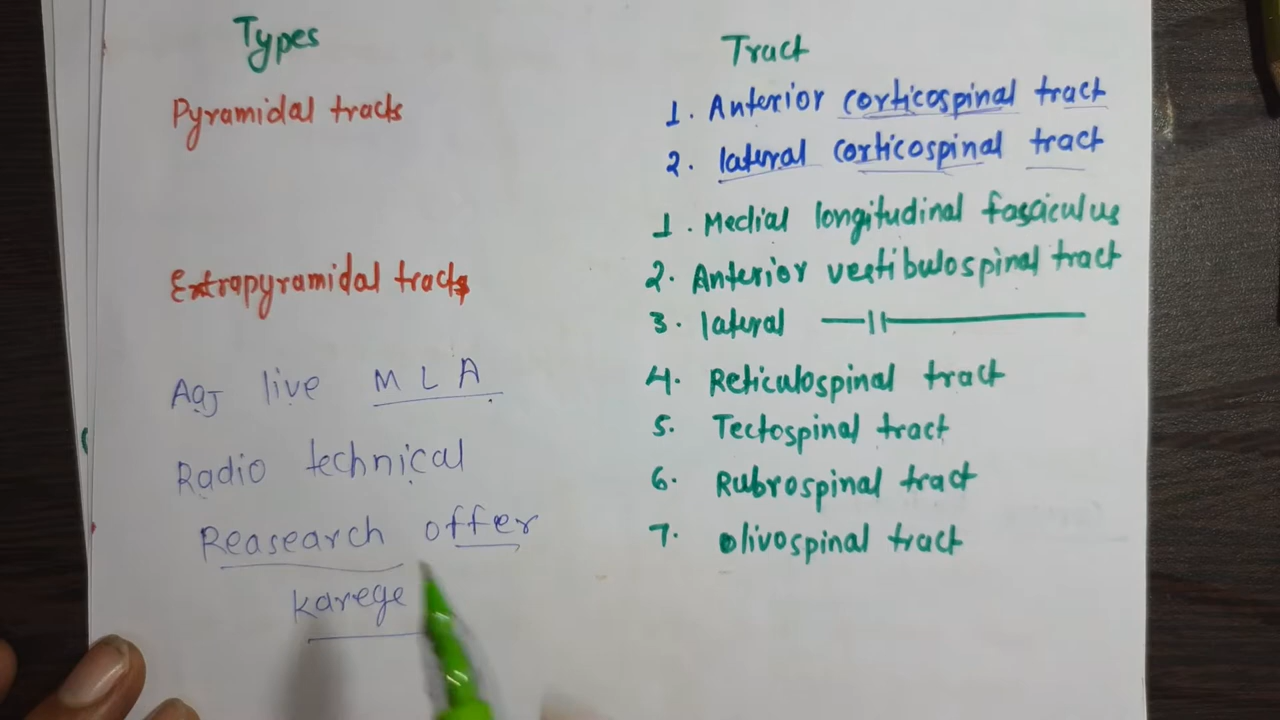 Types
Pyramidal tracts
Extrapyramidal tracts
Aaj live MLA
Radio technical
Reasearch offer
karege
Tract
1. Anterior corticospinal tract
2. lateral corticospinal tract
1. Medial longitudinal fasciculus
2. Anterior vestibulospinal tract
3. lateral —||—
4. Reticulospinal tract
5. Tectospinal tract
6. Rubrospinal tract
7. olivospinal tract